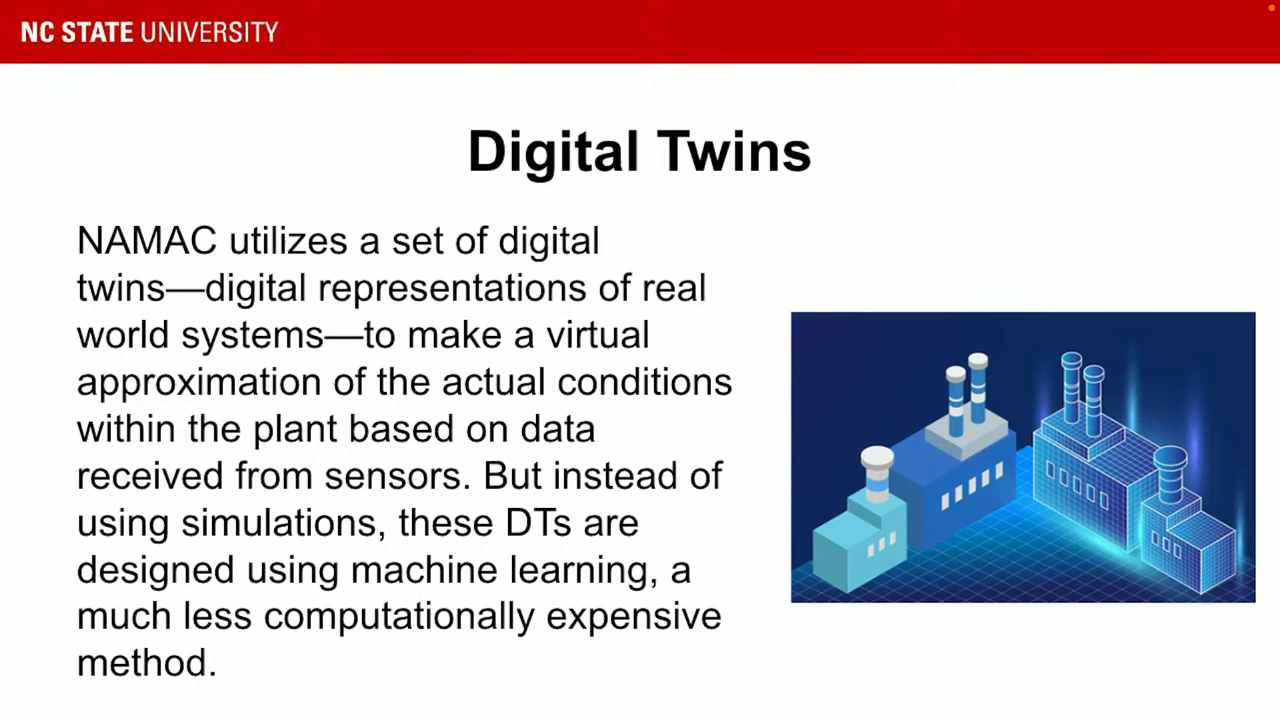 NC STATE UNIVERSITY
Digital Twins
NAMAC utilizes a set of digital
twins—digital representations of real
world systems—to make a virtual
approximation of the actual conditions
within the plant based on data
received from sensors. But instead of
using simulations, these DTs are
designed using machine learning, a
much less computationally expensive
method.